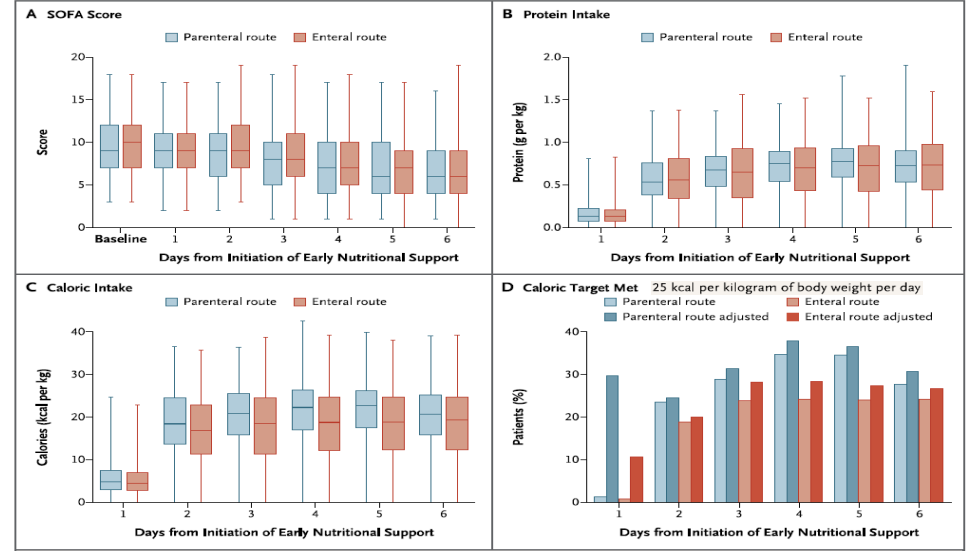 A SOFA Score
Parenteral route Enteral route
20
15
10
5
0
Score
Baseline 1 2 3 4 5 6
Days from Initiation of Early Nutritional Support
B Protein Intake
Parenteral route Enteral route
2.0
1.5
1.0
0.5
0.0
Protein (g per kg)
1 2 3 4 5 6
Days from Initiation of Early Nutritional Support
C Caloric Intake
Parenteral route Enteral route
40
30
20
10
0
Calories (kcal per kg)
1 2 3 4 5 6
Days from Initiation of Early Nutritional Support
D Caloric Target Met 25 kcal per kilogram of body weight per day
Parenteral route Enteral route
Parenteral route adjusted Enteral route adjusted
40
30
20
10
0
Patients (%)
1 2 3 4 5 6
Days from Initiation of Early Nutritional Support